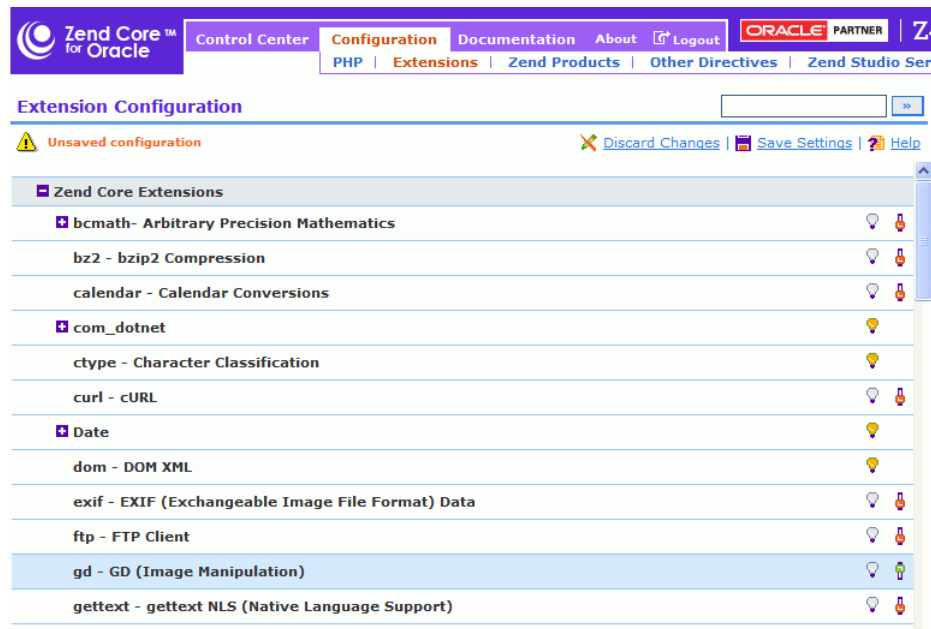 Zend Core™ for Oracle
Control Center Configuration Documentation About Logout ORACLE PARTNER
PHP | Extensions | Zend Products | Other Directives | Zend Studio Ser
Extension Configuration »
Unsaved configuration Discard Changes | Save Settings | Help
Zend Core Extensions
bcmath- Arbitrary Precision Mathematics
bz2 - bzip2 Compression
calendar - Calendar Conversions
com_dotnet
ctype - Character Classification
curl - cURL
Date
dom - DOM XML
exif - EXIF (Exchangeable Image File Format) Data
ftp - FTP Client
gd - GD (Image Manipulation)
gettext - gettext NLS (Native Language Support)